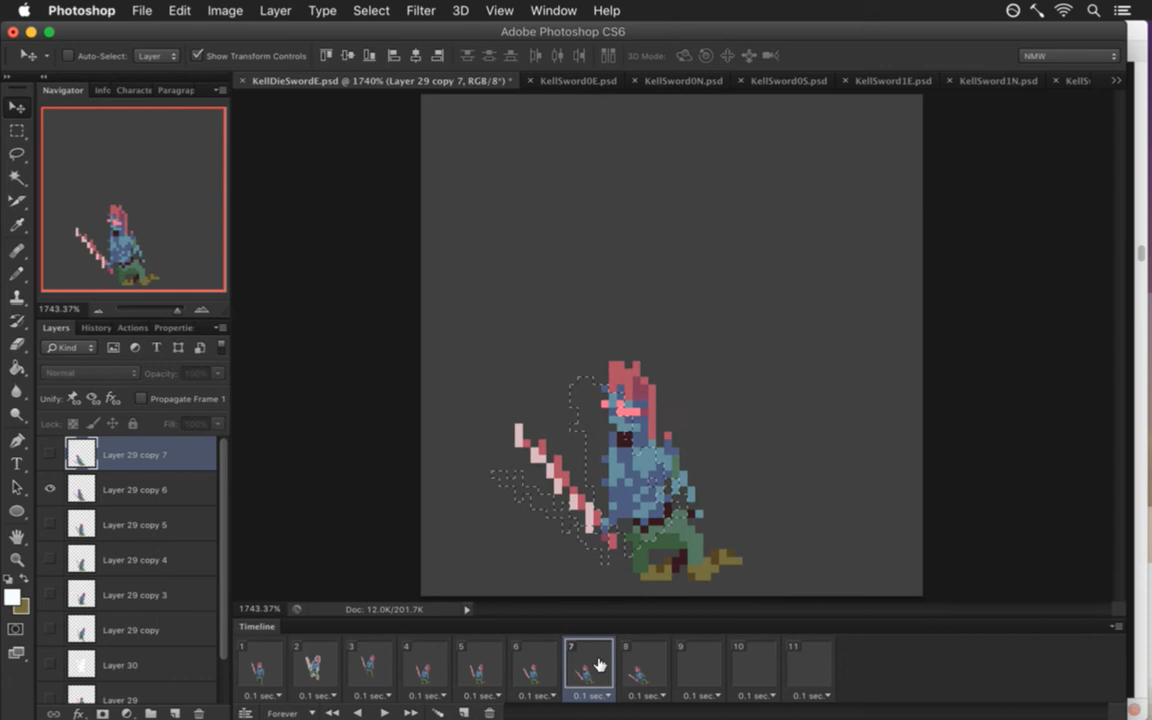 Photoshop File Edit Image Layer Type Select Filter 3D View Window Help
Adobe Photoshop CS6
Auto-Select: Layer Show Transform Controls 3D Mode: NMW
KellDieSwordE.psd @ 1740% (Layer 29 copy 7, RGB/8*) * KellSword0E.psd KellSword0N.psd KellSword0S.psd KellSword1E.psd KellSword1N.psd KellS
Navigator Info Characte Paragrap
1743.37%
Layers History Actions Propertie
Kind
Normal Opacity: 100%
Unify: Propagate Frame 1
Lock: Fill: 100%
Layer 29 copy 7
Layer 29 copy 6
Layer 29 copy 5
Layer 29 copy 4
Layer 29 copy 3
Layer 29 copy
Layer 30
Layer 29
1743.37% Doc: 12.0K/201.7K
Timeline
1 2 3 4 5 6 7 8 9 10 11
0.1 sec. 0.1 sec. 0.1 sec. 0.1 sec. 0.1 sec. 0.1 sec. 0.1 sec. 0.1 sec. 0.1 sec. 0.1 sec. 0.1 sec.
Forever